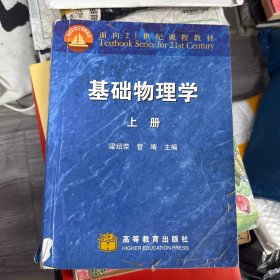 面向21世纪课程教材
Textbook Series for 21st Century
基础物理学
上册
梁绍荣 管靖 主编
高等教育出版社
HIGHER EDUCATION PRESS